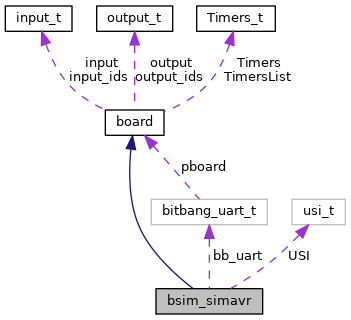 input_t
output_t
Timers_t
input
input_ids
output
output_ids
Timers
TimersList
board
pboard
bitbang_uart_t
usi_t
bb_uart
USI
bsim_simavr